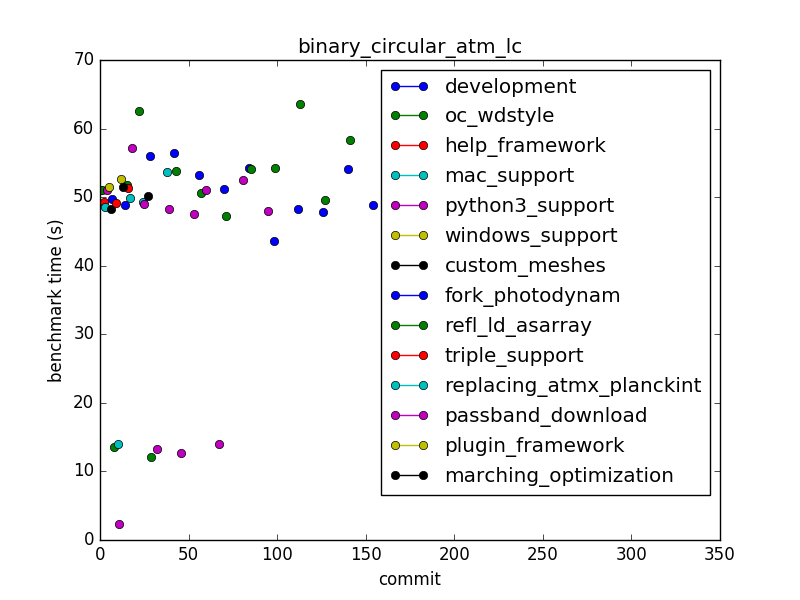 binary_circular_atm_lc
70
60
50
40
30
20
10
0
benchmark time (s)
development
oc_wdstyle
help_framework
mac_support
python3_support
windows_support
custom_meshes
fork_photodynam
refl_ld_asarray
triple_support
replacing_atmx_planckint
passband_download
plugin_framework
marching_optimization
0 50 100 150 200 250 300 350
commit